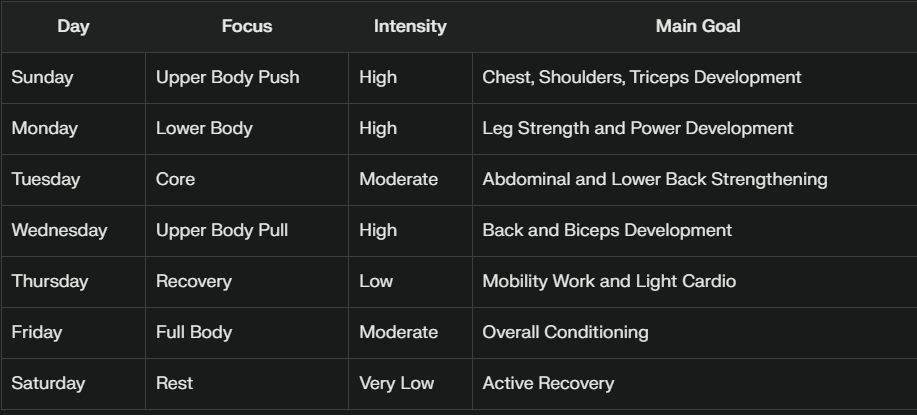 Day Focus Intensity Main Goal
Sunday Upper Body Push High Chest, Shoulders, Triceps Development
Monday Lower Body High Leg Strength and Power Development
Tuesday Core Moderate Abdominal and Lower Back Strengthening
Wednesday Upper Body Pull High Back and Biceps Development
Thursday Recovery Low Mobility Work and Light Cardio
Friday Full Body Moderate Overall Conditioning
Saturday Rest Very Low Active Recovery